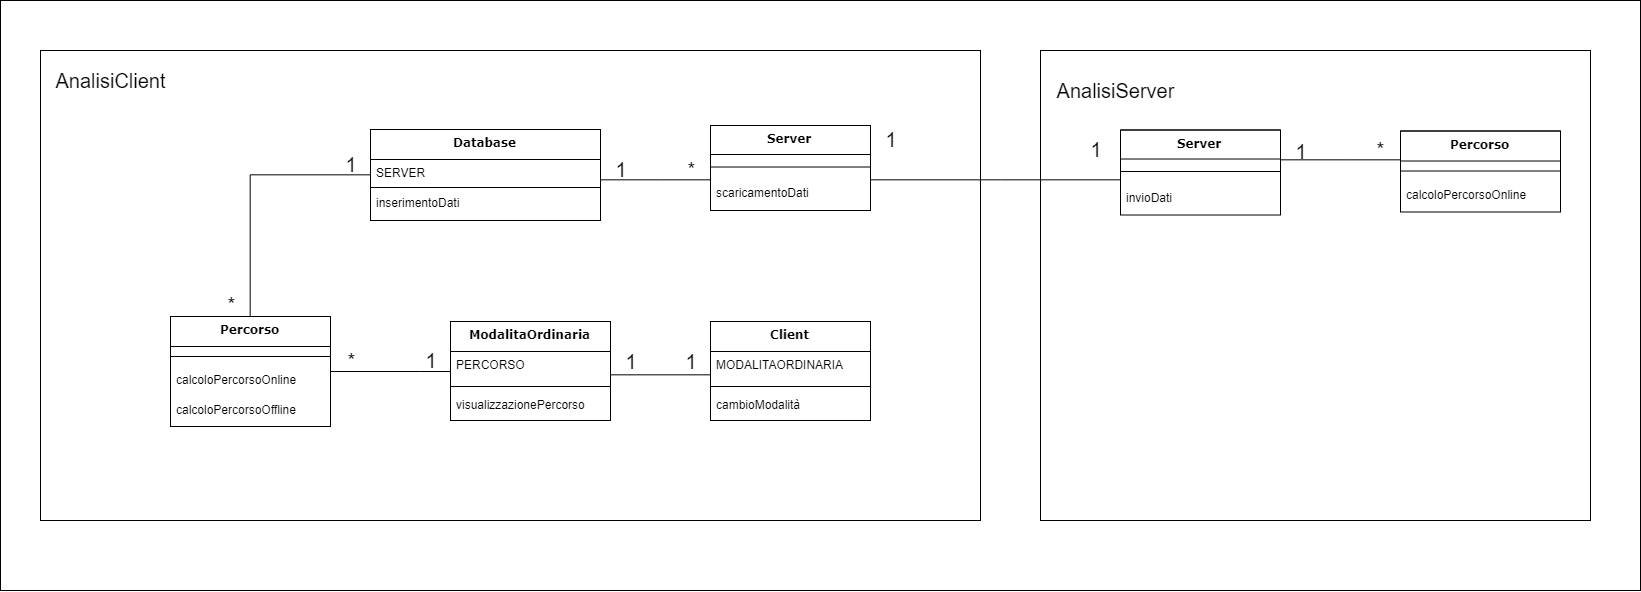 AnalisiClient
Database
SERVER
inserimentoDati
1
*
1
*
Server
scaricamentoDati
1
Percorso
calcoloPercorsoOnline
calcoloPercorsoOffline
*
1
ModalitaOrdinaria
PERCORSO
visualizzazionePercorso
1
1
Client
MODALITAORDINARIA
cambioModalità
AnalisiServer
1
Server
invioDati
1
*
Percorso
calcoloPercorsoOnline